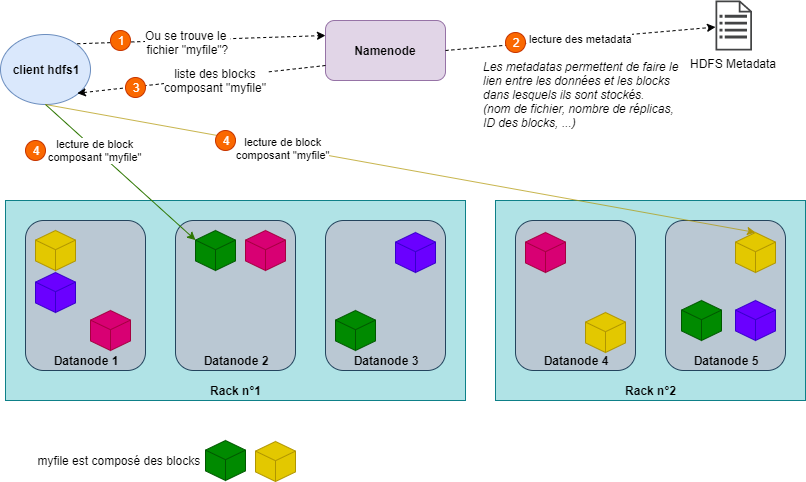 1
Ou se trouve le
fichier "myfile"?
client hdfs1
Namenode
2
lecture des metadata
HDFS Metadata
3
liste des blocks
composant "myfile"
Les metadatas permettent de faire le
lien entre les données et les blocks
dans lesquels ils sont stockés.
(nom de fichier, nombre de réplicas,
ID des blocks, ...)
4
lecture de block
composant "myfile"
4
lecture de block
composant "myfile"
Datanode 1
Datanode 2
Datanode 3
Rack n°1
Datanode 4
Datanode 5
Rack n°2
myfile est composé des blocks